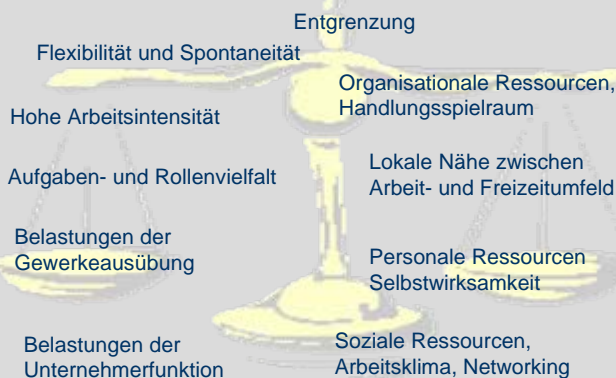 Entgrenzung
Flexibilität und Spontaneität
Organisationale Ressourcen,
Handlungsspielraum
Hohe Arbeitsintensität
Lokale Nähe zwischen
Arbeit- und Freizeitumfeld
Aufgaben- und Rollenvielfalt
Belastungen der
Gewerkeausübung
Personale Ressourcen
Selbstwirksamkeit
Belastungen der
Unternehmerfunktion
Soziale Ressourcen,
Arbeitsklima, Networking